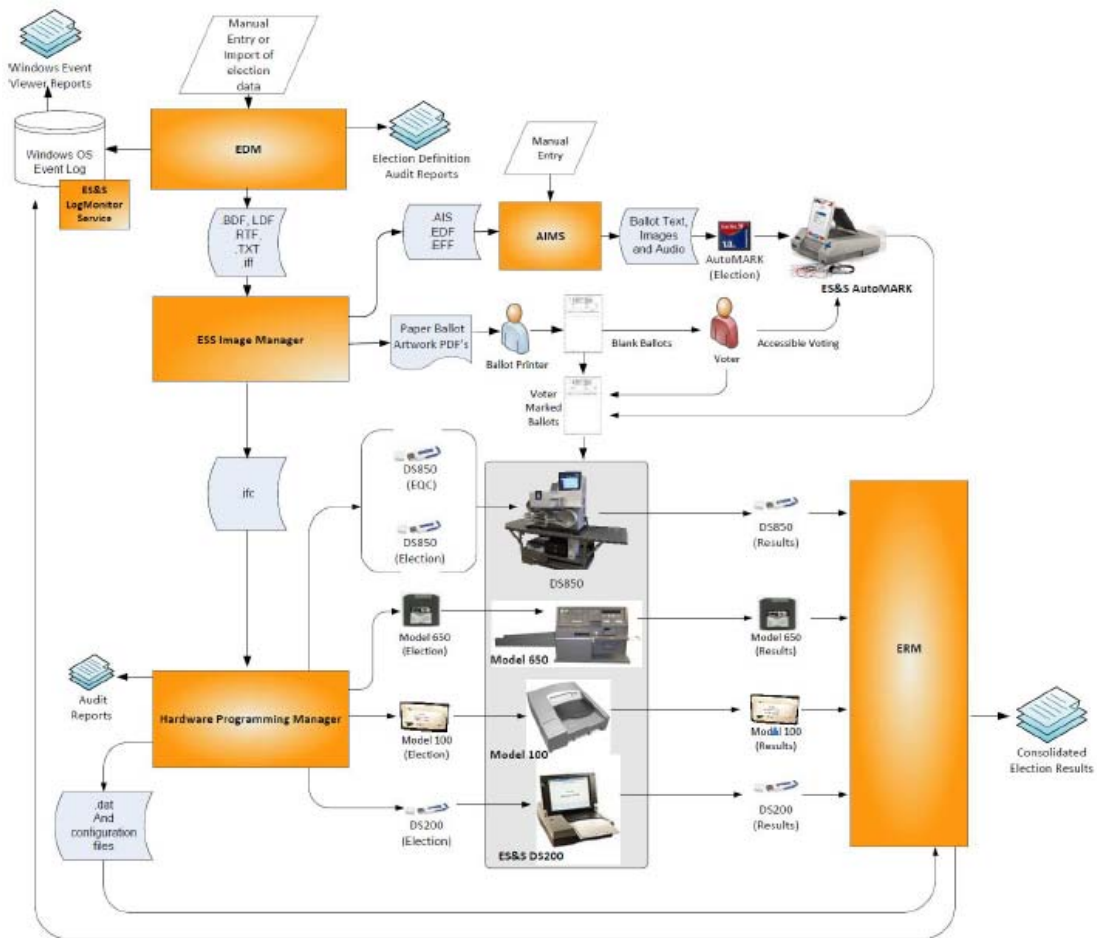 Manual
Entry or
Import of
election
data
Windows Event
Viewer Reports
EDM
Windows OS
Event Log
ES&S
LogMonitor
Service
Election Definition
Audit Reports
Manual
Entry
.BDF, LDF
RTF,
.TXT
.iff
.AIS
EDF
EFF
AIMS
Ballot Text,
Images
and Audio
AutoMARK
(Election)
ES&S AutoMARK
ESS Image Manager
Paper Ballot
Artwork PDF's
Ballot Printer
Blank Ballots
Voter
Accessible Voting
Voter
Marked
Ballots
.ifc
DS850
(EQC)
DS850
(Election)
DS850
DS850
(Results)
Model 650
(Election)
Model 650
Model 650
(Results)
ERM
Audit
Reports
Hardware Programming Manager
Model 100
(Election)
Model 100
Model 100
(Results)
Consolidated
Election Results
.dat
And
configuration
files
DS200
(Election)
ES&S DS200
DS200
(Results)